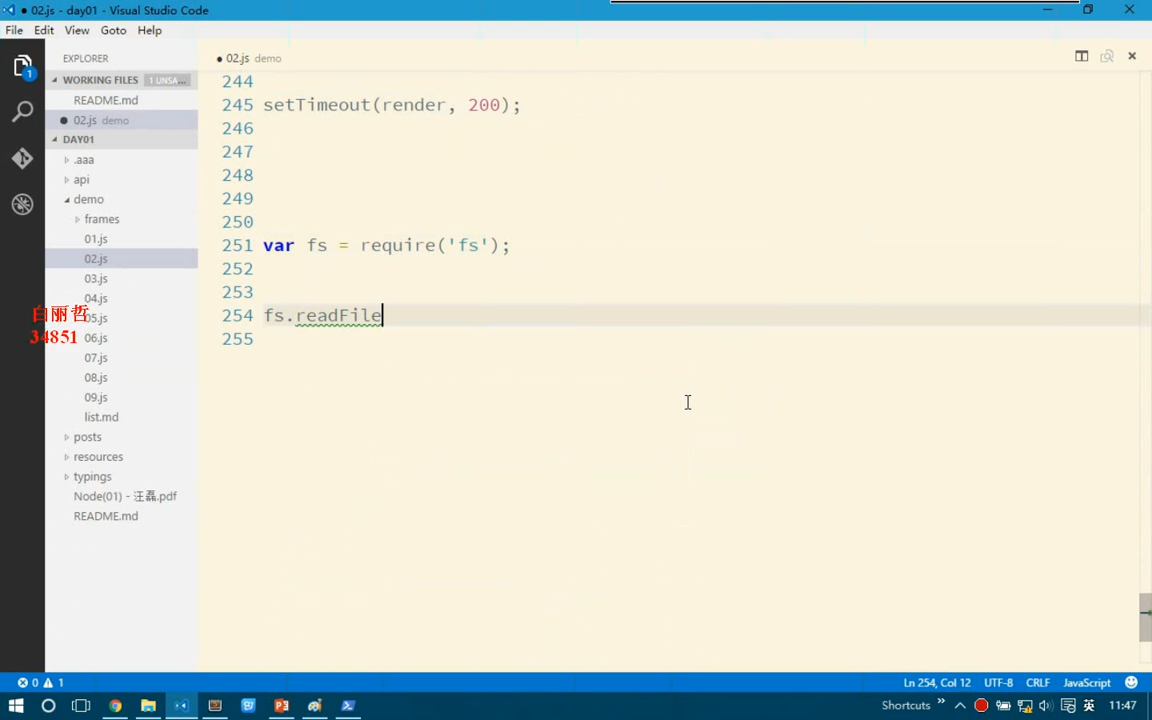 02.js - day01 - Visual Studio Code
File Edit View Goto Help
EXPLORER
WORKING FILES 1 UNSA...
README.md
02.js demo
DAY01
.aaa
api
demo
frames
01.js
02.js
03.js
04.js
05.js
06.js
07.js
08.js
09.js
list.md
posts
resources
typings
Node(01) - 汪磊.pdf
README.md
白丽哲
34851
1
02.js demo
244
245 setTimeout(render, 200);
246
247
248
249
250
251 var fs = require('fs');
252
253
254 fs.readFile
255
0 1
Ln 254, Col 12 UTF-8 CRLF JavaScript
Shortcuts » 英 11:47